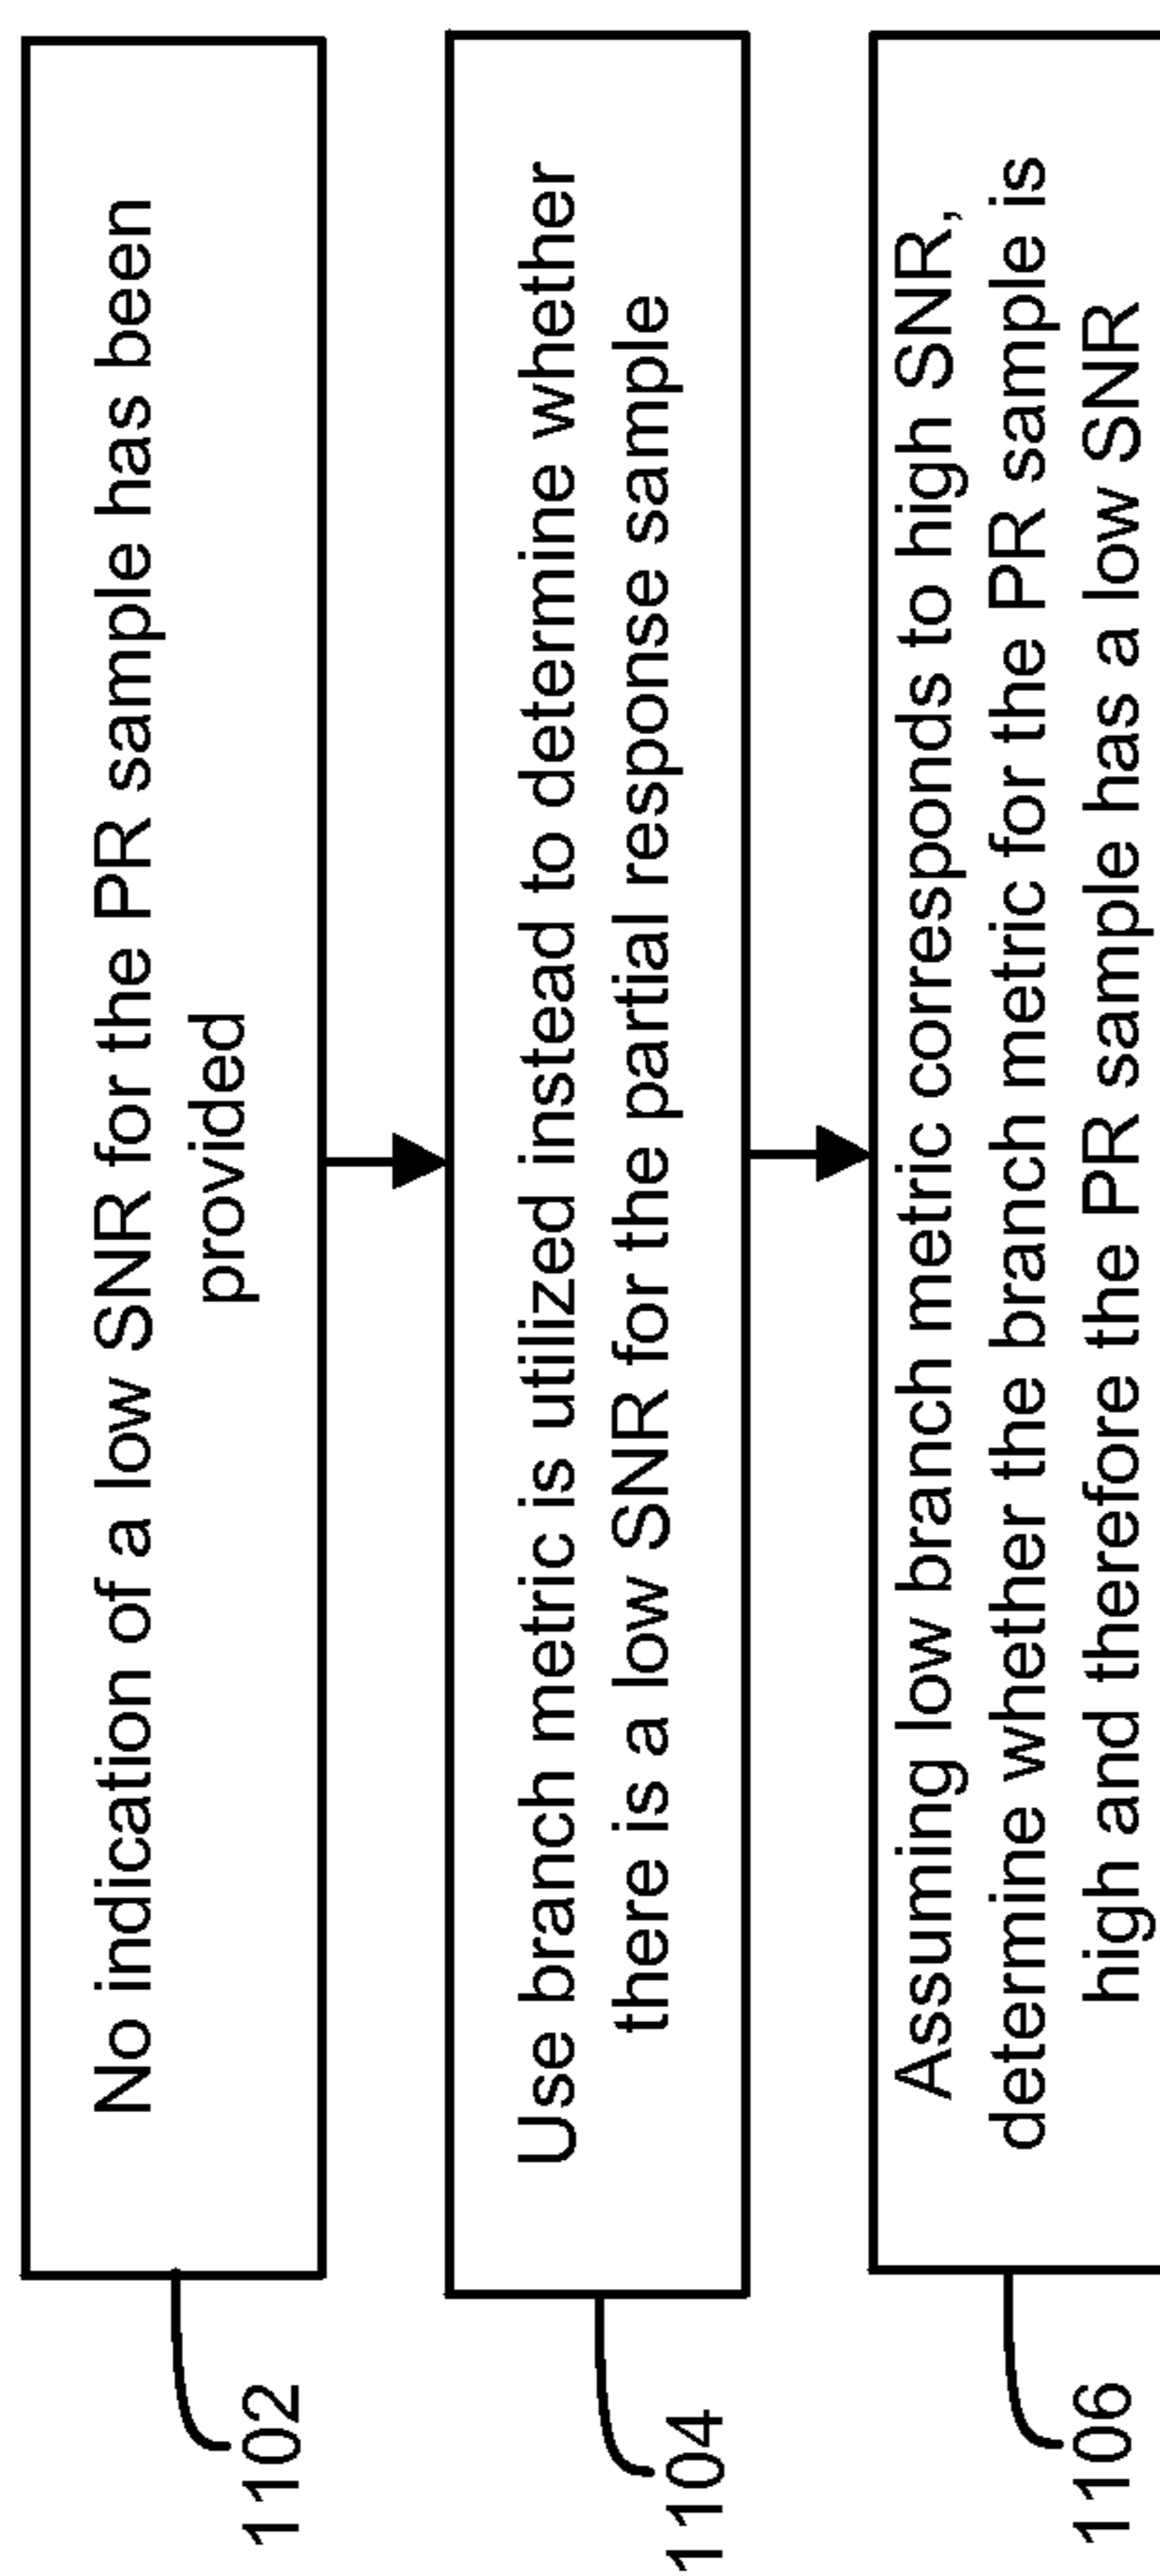 No indication of a low SNR for the PR sample has been
provided
1102
Use branch metric is utilized instead to determine whether
there is a low SNR for the partial response sample
1104
Assuming low branch metric corresponds to high SNR,
determine whether the branch metric for the PR sample is
high and therefore the PR sample has a low SNR
1106